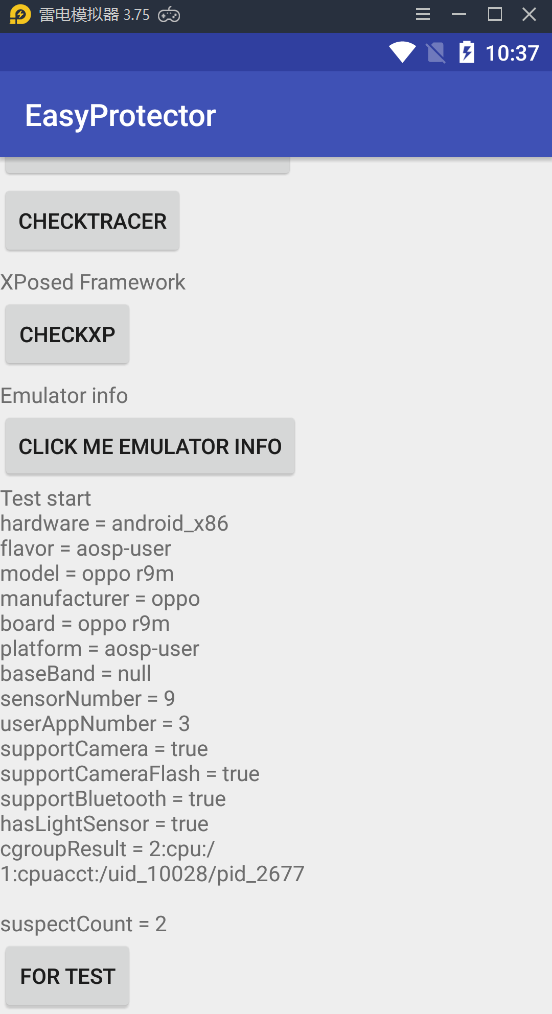 雷电模拟器 3.75
10:37
EasyProtector
CHECKTRACER
XPosed Framework
CHECKXP
Emulator info
CLICK ME EMULATOR INFO
Test start
hardware = android_x86
flavor = aosp-user
model = oppo r9m
manufacturer = oppo
board = oppo r9m
platform = aosp-user
baseBand = null
sensorNumber = 9
userAppNumber = 3
supportCamera = true
supportCameraFlash = true
supportBluetooth = true
hasLightSensor = true
cgroupResult = 2:cpu:/
1:cpuacct:/uid_10028/pid_2677
suspectCount = 2
FOR TEST